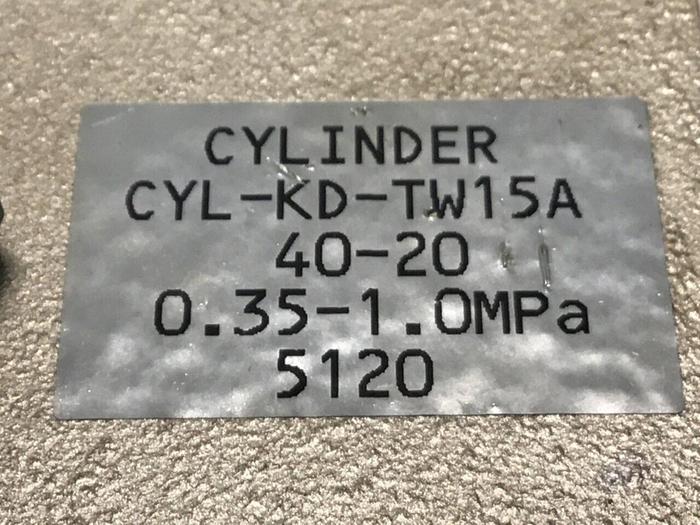 CYLINDER
CYL-KD-TW15A
40-20
0.35-1.0MPa
5120